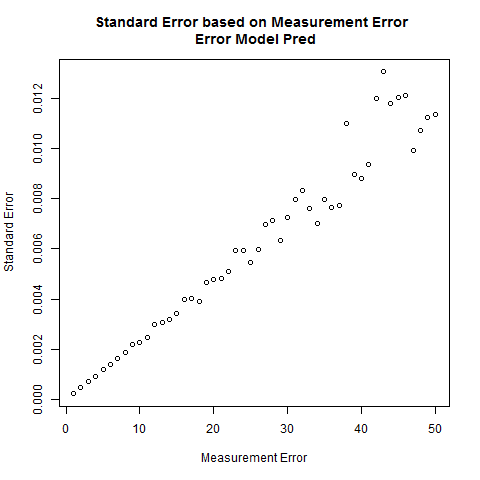 Standard Error based on Measurement Error
Error Model Pred
Standard Error
0.012
0.010
0.008
0.006
0.004
0.002
0.000
0 10 20 30 40 50
Measurement Error